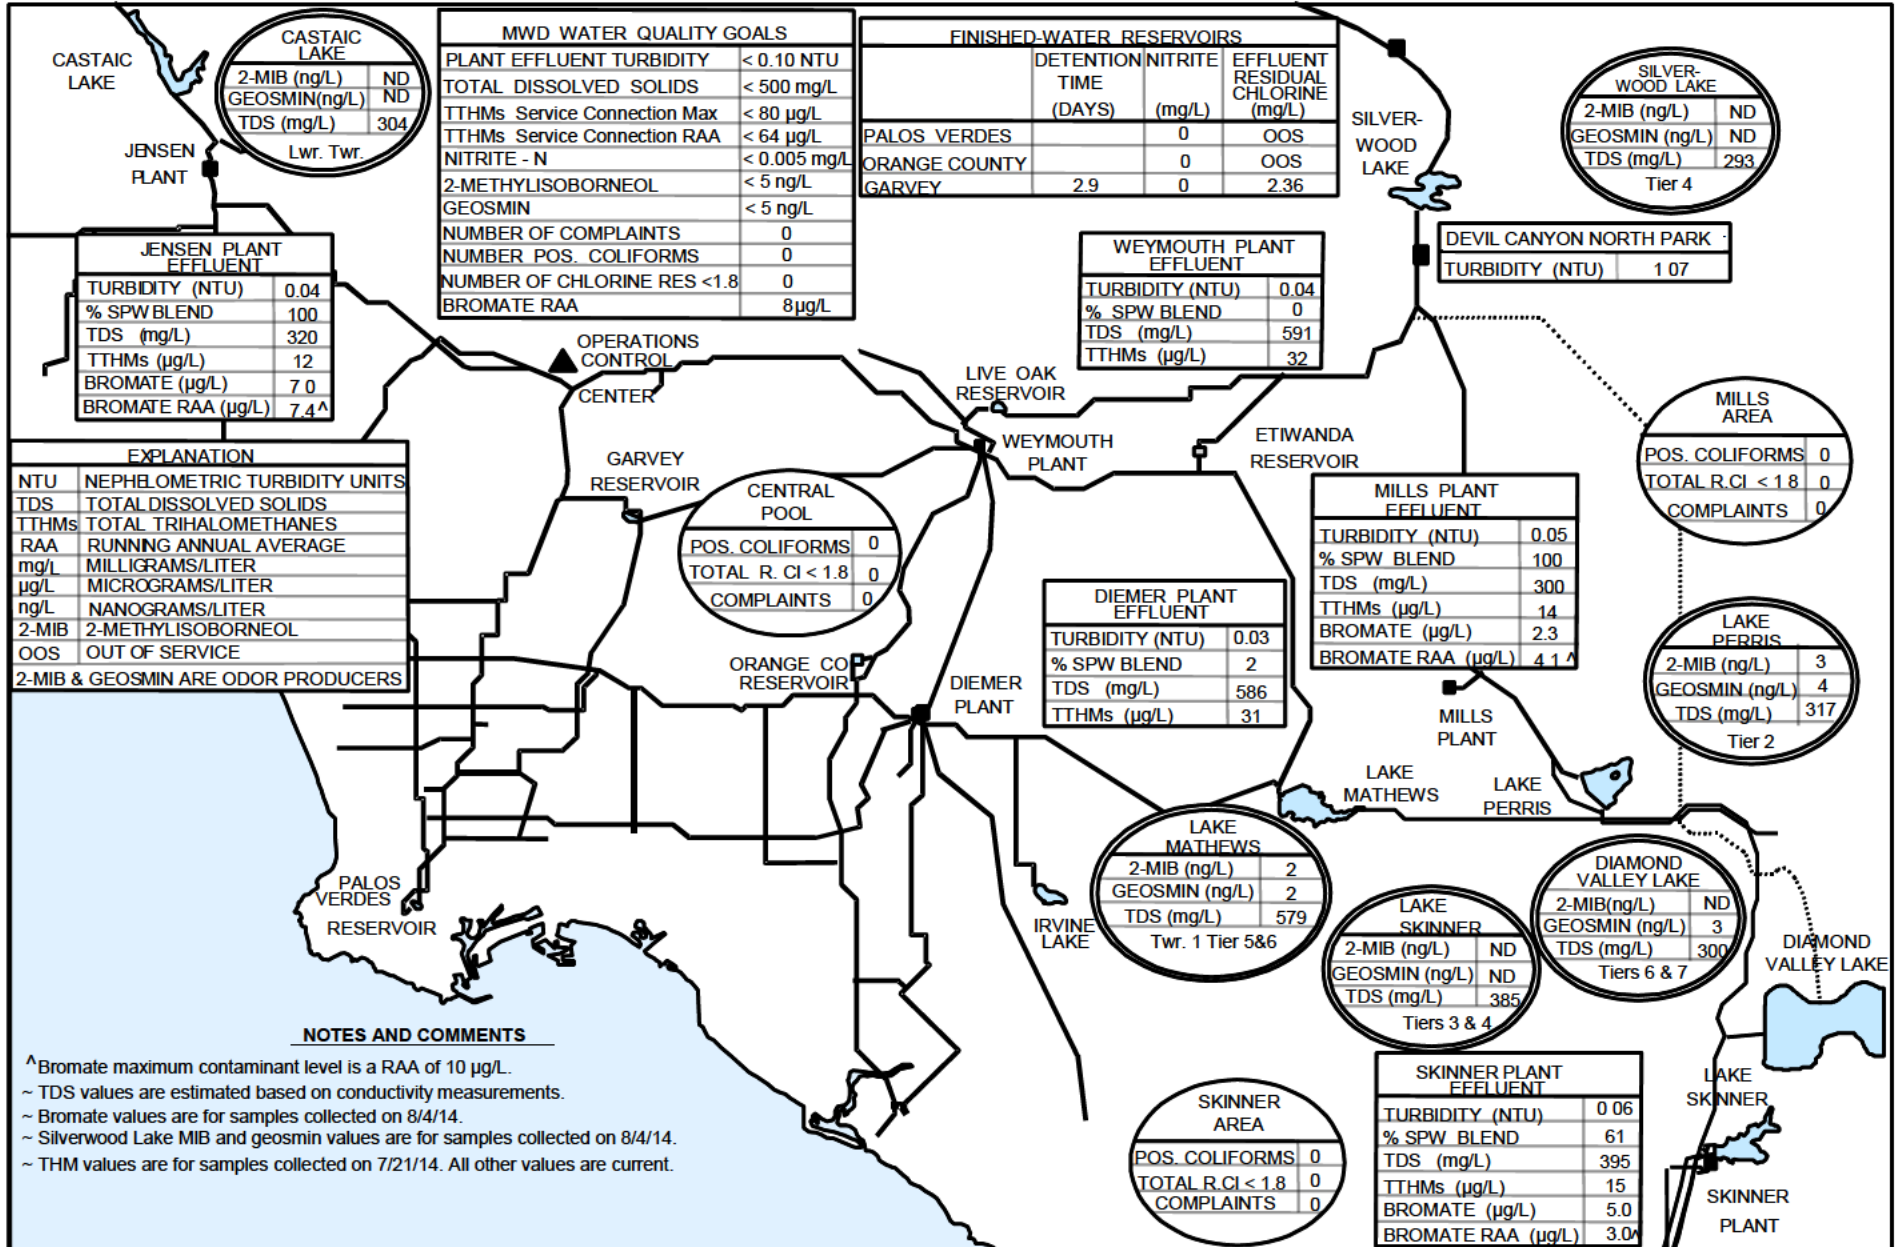 CASTAIC
LAKE
CASTAIC
LAKE
2-MIB (ng/L) ND
GEOSMIN(ng/L) ND
TDS (mg/L) 304
Lwr. Twr.
JENSEN
PLANT
MWD WATER QUALITY GOALS
PLANT EFFLUENT TURBIDITY < 0.10 NTU
TOTAL DISSOLVED SOLIDS < 500 mg/L
TTHMs Service Connection Max < 80 µg/L
TTHMs Service Connection RAA < 64 µg/L
NITRITE - N < 0.005 mg/L
2-METHYLISOBORNEOL < 5 ng/L
GEOSMIN < 5 ng/L
NUMBER OF COMPLAINTS 0
NUMBER POS. COLIFORMS 0
NUMBER OF CHLORINE RES <1.8 0
BROMATE RAA 8µg/L
FINISHED-WATER RESERVOIRS
DETENTION NITRITE EFFLUENT
TIME RESIDUAL
CHLORINE
(DAYS) (mg/L) (mg/L)
PALOS VERDES 0 OOS
ORANGE COUNTY 0 OOS
GARVEY 2.9 0 2.36
SILVER-
WOOD
LAKE
SILVER-
WOOD LAKE
2-MIB (ng/L) ND
GEOSMIN (ng/L) ND
TDS (mg/L) 293
Tier 4
DEVIL CANYON NORTH PARK
TURBIDITY (NTU) 1 07
JENSEN PLANT
EFFLUENT
TURBIDITY (NTU) 0.04
% SPW BLEND 100
TDS (mg/L) 320
TTHMs (µg/L) 12
BROMATE (µg/L) 7 0
BROMATE RAA (µg/L) 7.4^
WEYMOUTH PLANT
EFFLUENT
TURBIDITY (NTU) 0.04
% SPW BLEND 0
TDS (mg/L) 591
TTHMs (µg/L) 32
OPERATIONS
CONTROL
CENTER
LIVE OAK
RESERVOIR
WEYMOUTH
PLANT
ETIWANDA
RESERVOIR
GARVEY
RESERVOIR
MILLS
AREA
POS. COLIFORMS 0
TOTAL R.Cl < 1 8 0
COMPLAINTS 0
EXPLANATION
NTU NEPHELOMETRIC TURBIDITY UNITS
TDS TOTAL DISSOLVED SOLIDS
TTHMs TOTAL TRIHALOMETHANES
RAA RUNNING ANNUAL AVERAGE
mg/L MILLIGRAMS/LITER
µg/L MICROGRAMS/LITER
ng/L NANOGRAMS/LITER
2-MIB 2-METHYLISOBORNEOL
OOS OUT OF SERVICE
2-MIB & GEOSMIN ARE ODOR PRODUCERS
CENTRAL
POOL
POS. COLIFORMS 0
TOTAL R. Cl < 1.8 0
COMPLAINTS 0
MILLS PLANT
EFFLUENT
TURBIDITY (NTU) 0.05
% SPW BLEND 100
TDS (mg/L) 300
TTHMs (µg/L) 14
BROMATE (µg/L) 2.3
BROMATE RAA (µg/L) 4 1 ^
DIEMER PLANT
EFFLUENT
TURBIDITY (NTU) 0.03
% SPW BLEND 2
TDS (mg/L) 586
TTHMs (µg/L) 31
LAKE
PERRIS
2-MIB (ng/L) 3
GEOSMIN (ng/L) 4
TDS (mg/L) 317
Tier 2
ORANGE CO
RESERVOIR
DIEMER
PLANT
MILLS
PLANT
LAKE
MATHEWS
LAKE
PERRIS
LAKE
MATHEWS
2-MIB (ng/L) 2
GEOSMIN (ng/L) 2
TDS (mg/L) 579
Twr. 1 Tier 5&6
DIAMOND
VALLEY LAKE
2-MIB(ng/L) ND
GEOSMIN (ng/L) 3
TDS (mg/L) 300
Tiers 6 & 7
PALOS
VERDES
RESERVOIR
IRVINE
LAKE
LAKE
SKINNER
2-MIB (ng/L) ND
GEOSMIN (ng/L) ND
TDS (mg/L) 385
Tiers 3 & 4
DIAMOND
VALLEY LAKE
NOTES AND COMMENTS
^ Bromate maximum contaminant level is a RAA of 10 µg/L.
~ TDS values are estimated based on conductivity measurements.
~ Bromate values are for samples collected on 8/4/14.
~ Silverwood Lake MIB and geosmin values are for samples collected on 8/4/14.
~ THM values are for samples collected on 7/21/14. All other values are current.
SKINNER
AREA
POS. COLIFORMS 0
TOTAL R.Cl < 1.8 0
COMPLAINTS 0
SKINNER PLANT
EFFLUENT
TURBIDITY (NTU) 0 06
% SPW BLEND 61
TDS (mg/L) 395
TTHMs (µg/L) 15
BROMATE (µg/L) 5.0
BROMATE RAA (µg/L) 3.0^
LAKE
SKINNER
SKINNER
PLANT